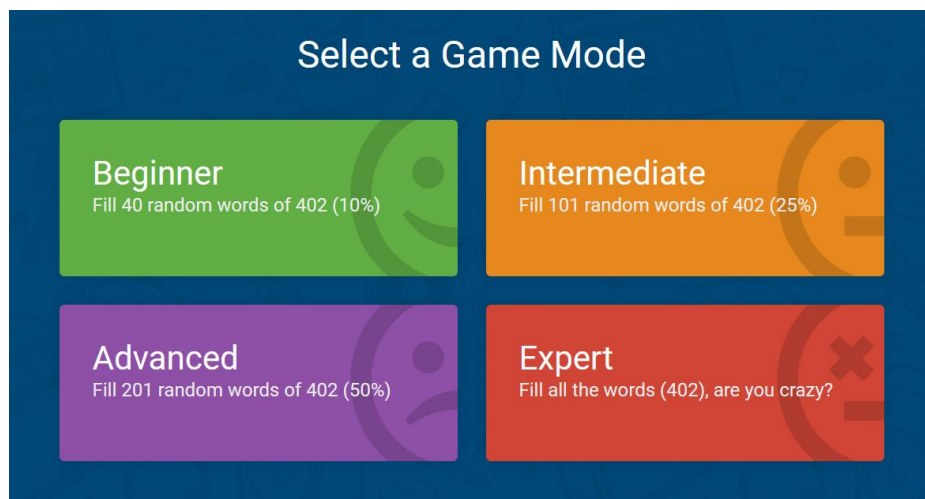 Select a Game Mode
Beginner
Fill 40 random words of 402 (10%)
Intermediate
Fill 101 random words of 402 (25%)
Advanced
Fill 201 random words of 402 (50%)
Expert
Fill all the words (402), are you crazy?